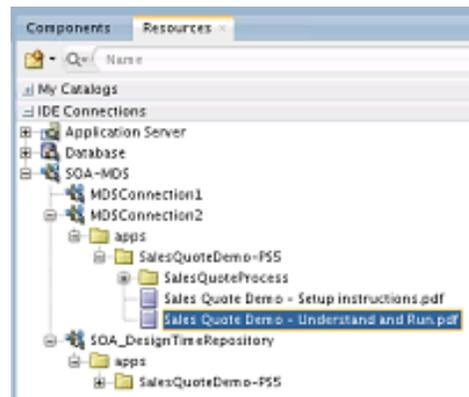 Components Resources
Name
My Catalogs
IDE Connections
Application Server
Database
SOA-MDS
MDSConnection1
MDSConnection2
apps
SalesQuoteDemo-PS5
SalesQuoteProcess
Sales Quote Demo - Setup instructions.pdf
Sales Quote Demo - Understand and Run.pdf
SOA_DesignTimeRepository
apps
SalesQuoteDemo-PS5